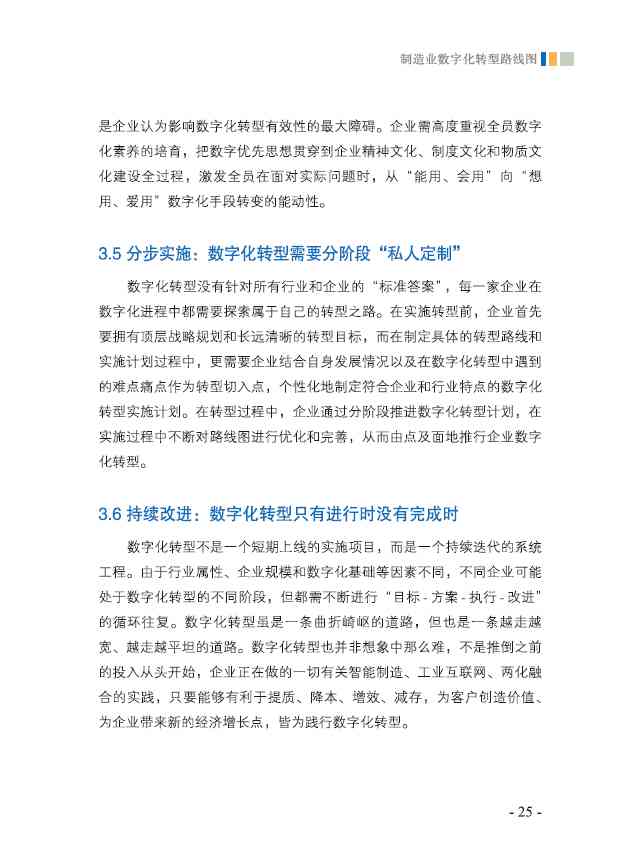 制造业数字化转型路线图
是企业认为影响数字化转型有效性的最大障碍。企业需高度重视全员数字
化素养的培育，把数字优先思想贯穿到企业精神文化、制度文化和物质文
化建设全过程，激发全员在面对实际问题时，从“能用、会用”向“想
用、爱用”数字化手段转变的能动性。
3.5 分步实施：数字化转型需要分阶段“私人定制”
数字化转型没有针对所有行业和企业的“标准答案”，每一家企业在
数字化进程中都需要探索属于自己的转型之路。在实施转型前，企业首先
要拥有顶层战略规划和长远清晰的转型目标，而在制定具体的转型路线和
实施计划过程中，更需要企业结合自身发展情况以及在数字化转型中遇到
的难点痛点作为转型切入点，个性化地制定符合企业和行业特点的数字化
转型实施计划。在转型过程中，企业通过分阶段推进数字化转型计划，在
实施过程中不断对路线图进行优化和完善，从而由点及面地推行企业数字
化转型。
3.6 持续改进：数字化转型只有进行时没有完成时
数字化转型不是一个短期上线的实施项目，而是一个持续迭代的系统
工程。由于行业属性、企业规模和数字化基础等因素不同，不同企业可能
处于数字化转型的不同阶段，但都需不断进行“目标 - 方案 - 执行 - 改进”
的循环往复。数字化转型虽是一条曲折崎岖的道路，但也是一条越走越
宽、越走越平坦的道路。数字化转型也并非想象中那么难，不是推倒之前
的投入从头开始，企业正在做的一切有关智能制造、工业互联网、两化融
合的实践，只要能够有利于提质、降本、增效、减存，为客户创造价值、
为企业带来新的经济增长点，皆为践行数字化转型。
- 25 -